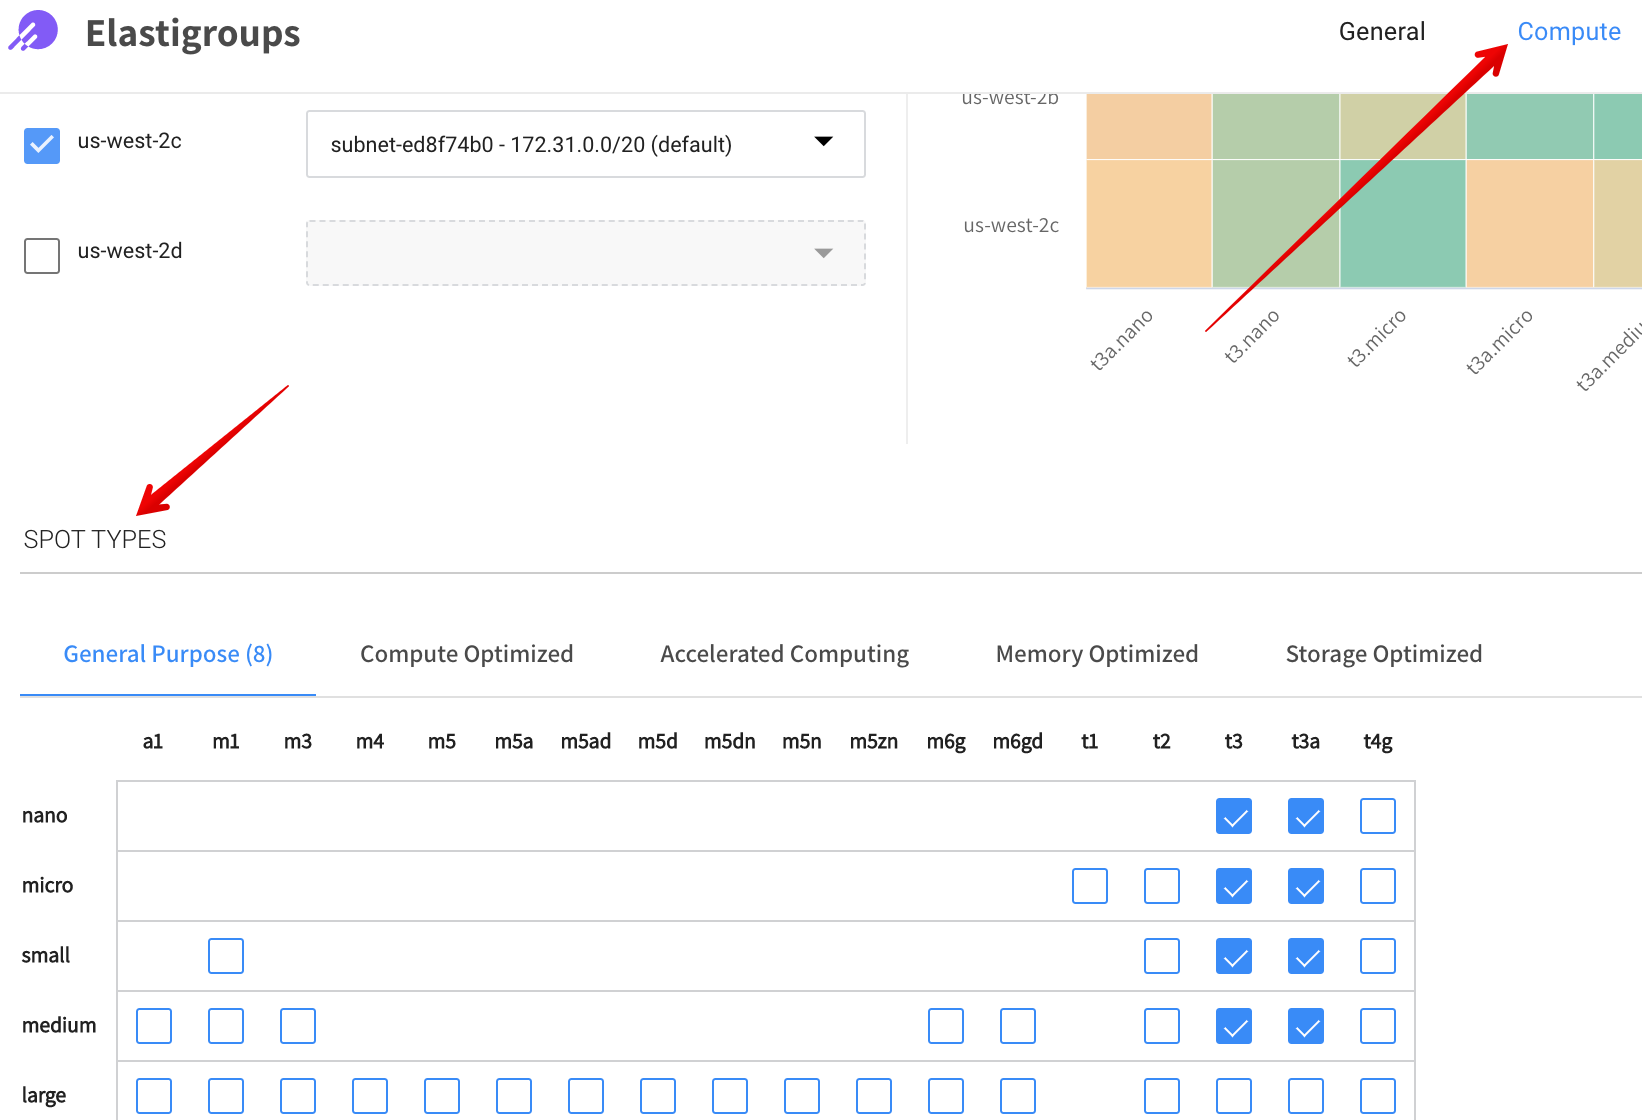 Elastigroups
General
Compute
us-west-2c
subnet-ed8f74b0 - 172.31.0.0/20 (default)
us-west-2d
us-west-2b
us-west-2c
t3a.nano
t3.nano
t3.micro
t3a.micro
t3a.mediu
SPOT TYPES
General Purpose (8)
Compute Optimized
Accelerated Computing
Memory Optimized
Storage Optimized
a1 m1 m3 m4 m5 m5a m5ad m5d m5dn m5n m5zn m6g m6gd t1 t2 t3 t3a t4g
nano
micro
small
medium
large